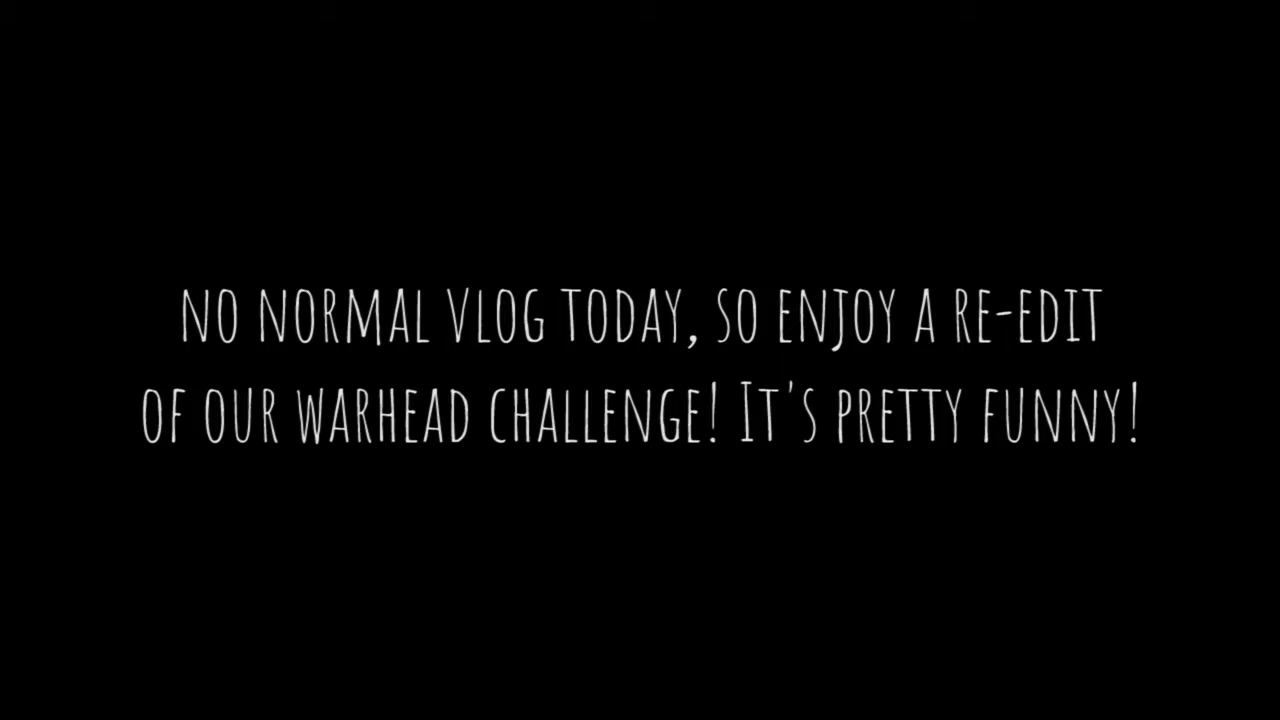 NO NORMAL VLOG TODAY, SO ENJOY A RE-EDIT
OF OUR WARHEAD CHALLENGE! IT'S PRETTY FUNNY!